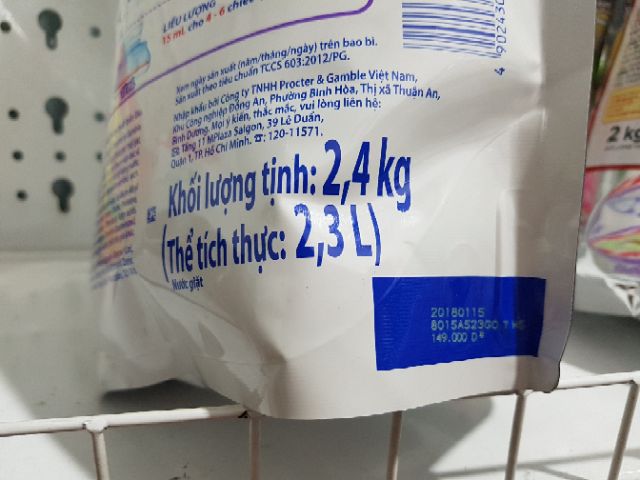 LIỀU LƯỢNG
15 mL cho 4 - 6 chiếc
Xem ngày sản xuất (năm/tháng/ngày) trên bao bì.
Sản xuất theo tiêu chuẩn TCCS 603:2012/PG.
Nhập khẩu bởi Công ty TNHH Procter & Gamble Việt Nam,
Khu Công nghiệp Đồng An, Phường Bình Hòa, Thị xã Thuận An,
Bình Dương. Mọi ý kiến, thắc mắc, vui lòng liên hệ:
Tầng 11 MPlaza Saigon, 39 Lê Duẩn,
Quận 1, TP. Hồ Chí Minh. ☎: 120-11571.
Khối lượng tịnh: 2,4 kg
(Thể tích thực: 2,3 L)
Nước giặt
20180115
149.000 Đ
4 902430
2 kg